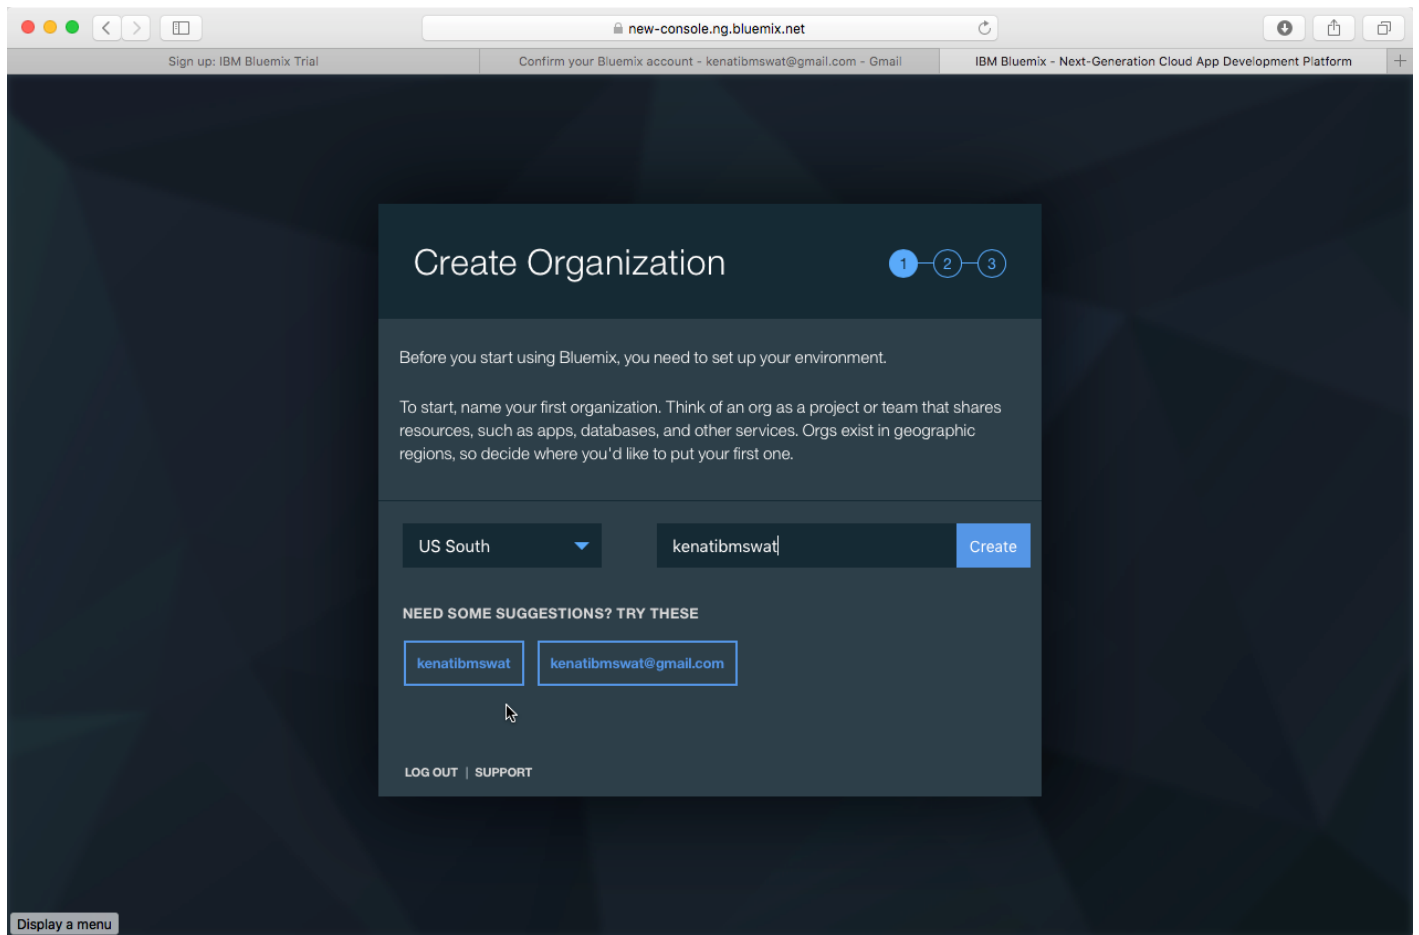 new-console.ng.bluemix.net
Sign up: IBM Bluemix Trial
Confirm your Bluemix account - kenatibmswat@gmail.com - Gmail
IBM Bluemix - Next-Generation Cloud App Development Platform
Create Organization
1
2
3
Before you start using Bluemix, you need to set up your environment.
To start, name your first organization. Think of an org as a project or team that shares
resources, such as apps, databases, and other services. Orgs exist in geographic
regions, so decide where you'd like to put your first one.
US South
kenatibmswat
Create
NEED SOME SUGGESTIONS? TRY THESE
kenatibmswat
kenatibmswat@gmail.com
LOG OUT | SUPPORT
Display a menu